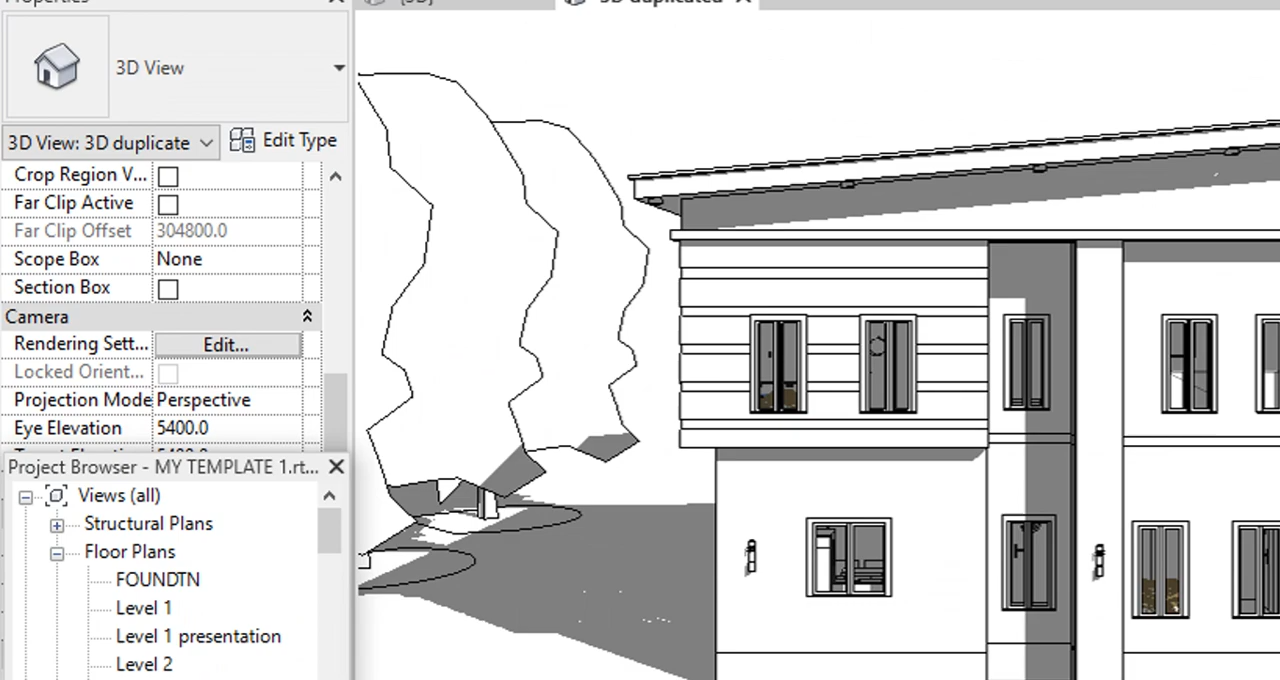 Properties
{3D}
3D duplicated
3D View
3D View: 3D duplicate
Edit Type
Crop Region V...
Far Clip Active
Far Clip Offset 304800.0
Scope Box None
Section Box
Camera
Rendering Sett... Edit...
Locked Orient...
Projection Mode Perspective
Eye Elevation 5400.0
Project Browser - MY TEMPLATE 1.rt...
Views (all)
Structural Plans
Floor Plans
FOUNDTN
Level 1
Level 1 presentation
Level 2